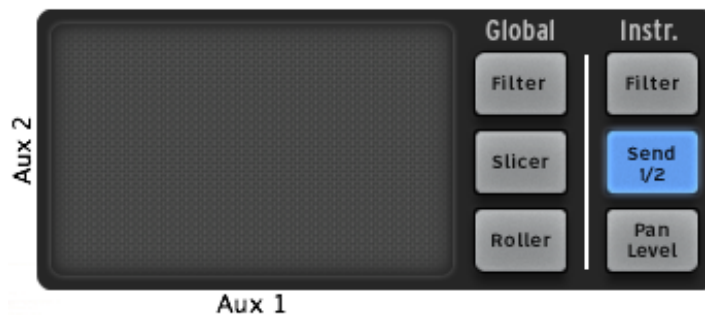 Global
Instr.
Filter
Filter
Aux 2
Slicer
Send
1/2
Roller
Pan
Level
Aux 1